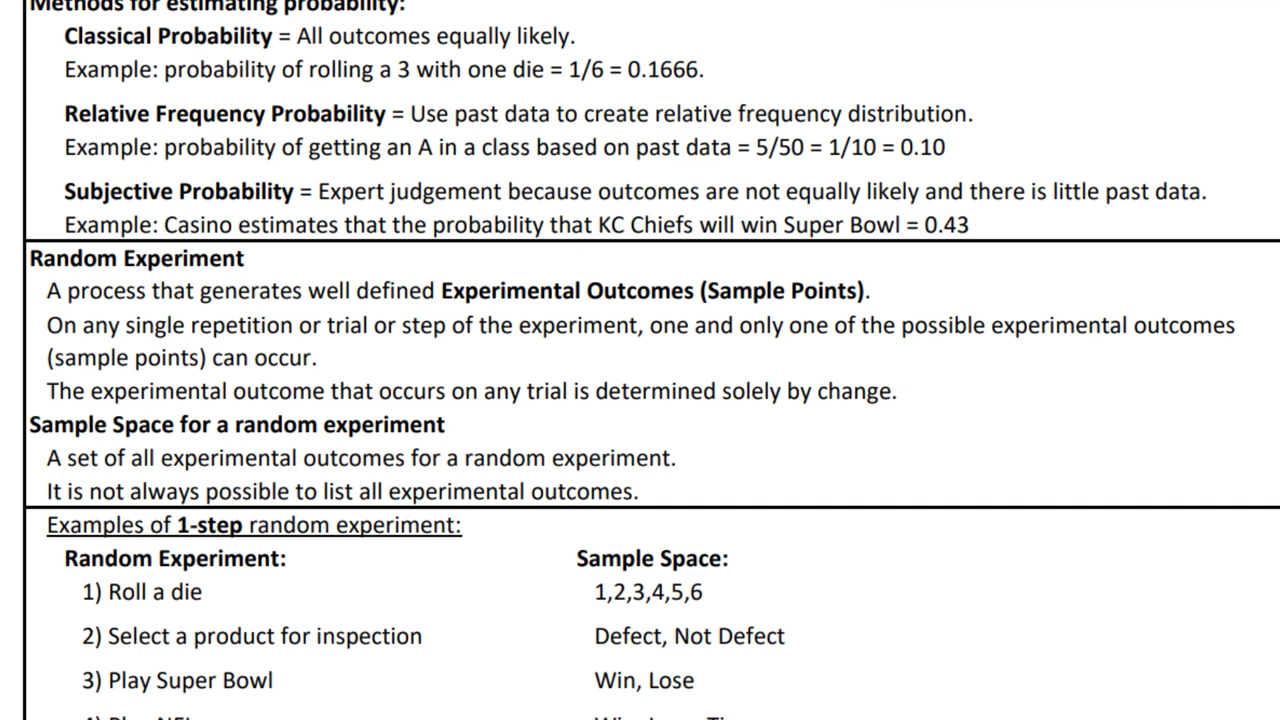 Methods for estimating probability:
Classical Probability = All outcomes equally likely.
Example: probability of rolling a 3 with one die = 1/6 = 0.1666.
Relative Frequency Probability = Use past data to create relative frequency distribution.
Example: probability of getting an A in a class based on past data = 5/50 = 1/10 = 0.10
Subjective Probability = Expert judgement because outcomes are not equally likely and there is little past data.
Example: Casino estimates that the probability that KC Chiefs will win Super Bowl = 0.43
Random Experiment
A process that generates well defined Experimental Outcomes (Sample Points).
On any single repetition or trial or step of the experiment, one and only one of the possible experimental outcomes
(sample points) can occur.
The experimental outcome that occurs on any trial is determined solely by change.
Sample Space for a random experiment
A set of all experimental outcomes for a random experiment.
It is not always possible to list all experimental outcomes.
Examples of 1-step random experiment:
Random Experiment: Sample Space:
1) Roll a die 1,2,3,4,5,6
2) Select a product for inspection Defect, Not Defect
3) Play Super Bowl Win, Lose